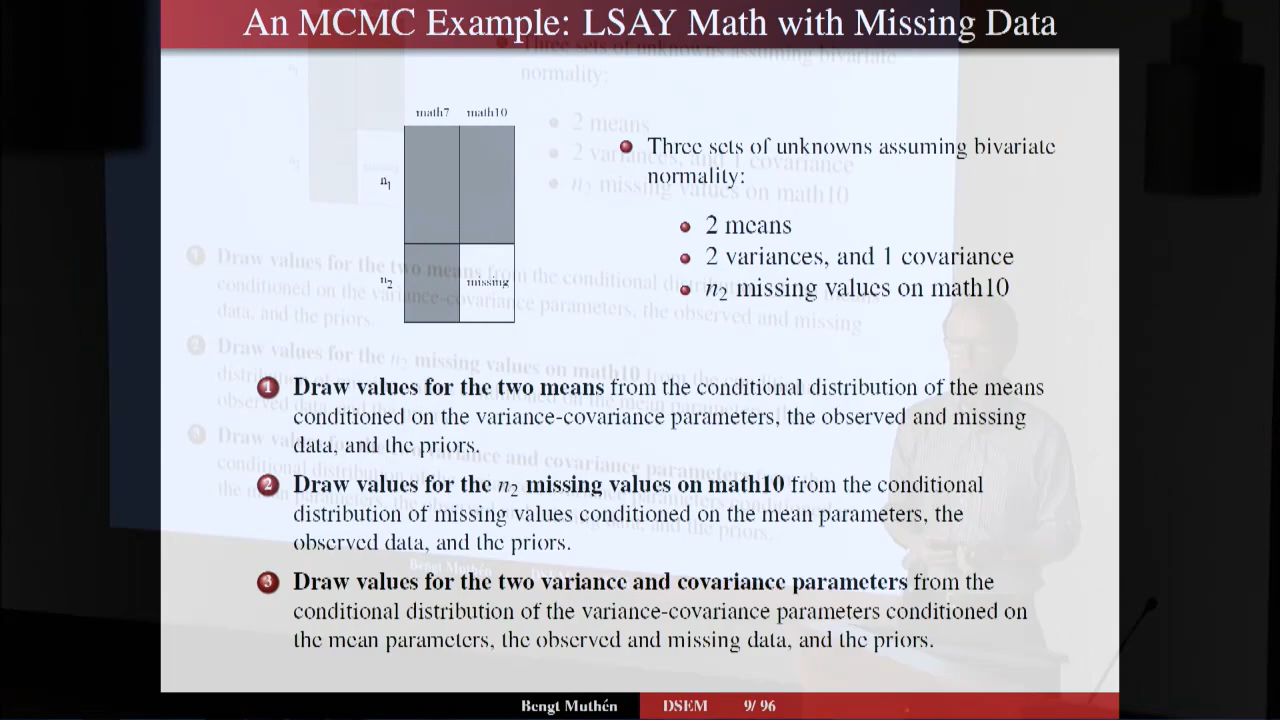 An MCMC Example: LSAY Math with Missing Data
math7 math10
n1
n2 missing
Three sets of unknowns assuming bivariate
normality:
2 means
2 variances, and 1 covariance
n2 missing values on math10
1 Draw values for the two means from the conditional distribution of the means
conditioned on the variance-covariance parameters, the observed and missing
data, and the priors.
2 Draw values for the n2 missing values on math10 from the conditional
distribution of missing values conditioned on the mean parameters, the
observed data, and the priors.
3 Draw values for the two variance and covariance parameters from the
conditional distribution of the variance-covariance parameters conditioned on
the mean parameters, the observed and missing data, and the priors.
Bengt Muthén DSEM 9/ 96